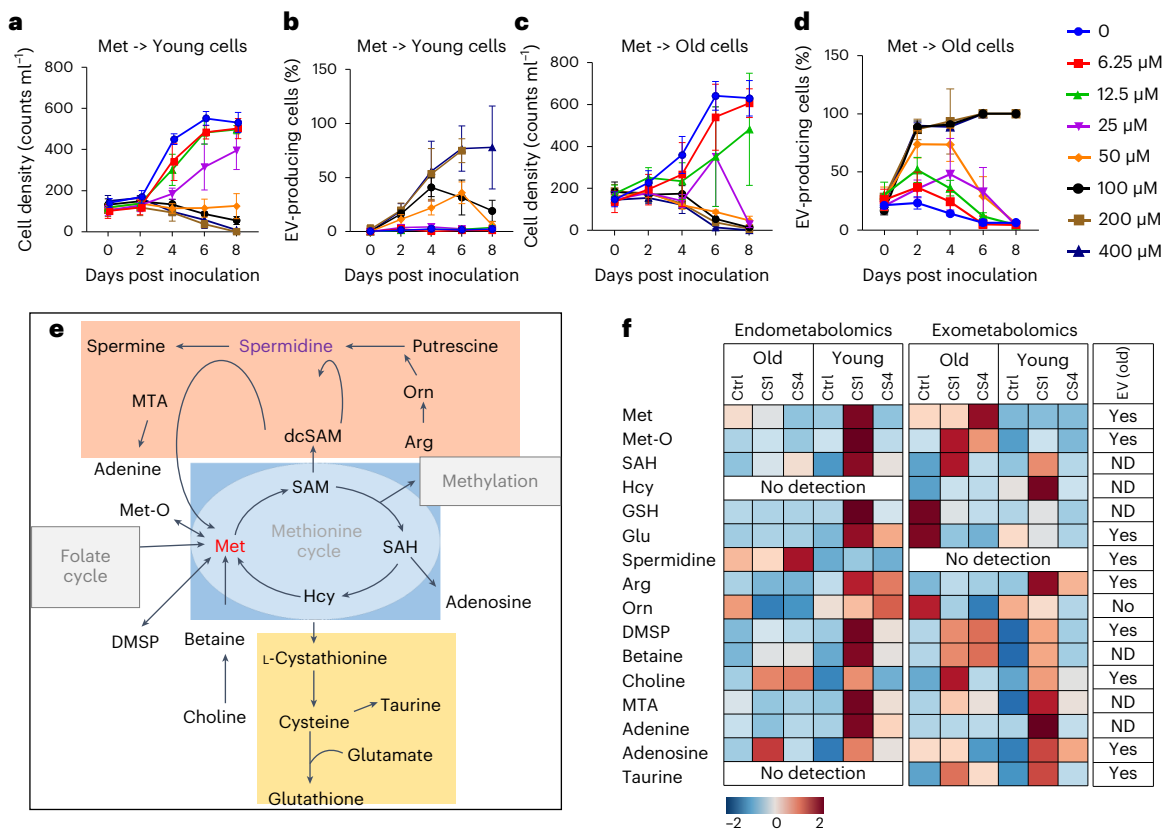 a
Met -> Young cells
Cell density (counts ml−1)
800
600
400
200
0
0 2 4 6 8
Days post inoculation
b
Met -> Young cells
EV-producing cells (%)
150
100
50
0
0 2 4 6 8
Days post inoculation
c
Met -> Old cells
Cell density (counts ml−1)
800
600
400
200
0
0 2 4 6 8
Days post inoculation
d
Met -> Old cells
EV-producing cells (%)
150
100
50
0
0 2 4 6 8
Days post inoculation
0
6.25 µM
12.5 µM
25 µM
50 µM
100 µM
200 µM
400 µM
e
Spermine
Spermidine
Putrescine
MTA
Orn
dcSAM
Arg
Adenine
SAM
Methylation
Met-O
Methionine
cycle
Met
SAH
Folate
cycle
Hcy
Adenosine
DMSP
Betaine
L-Cystathionine
Choline
Cysteine
Taurine
Glutamate
Glutathione
f
Endometabolomics Exometabolomics
Old Young Old Young
Ctrl CS1 CS4 Ctrl CS1 CS4 Ctrl CS1 CS4 Ctrl CS1 CS4 EV (old)
Met Yes
Met-O Yes
SAH ND
Hcy No detection ND
GSH ND
Glu Yes
Spermidine No detection Yes
Arg Yes
Orn No
DMSP Yes
Betaine ND
Choline Yes
MTA ND
Adenine ND
Adenosine Yes
Taurine No detection Yes
−2 0 2